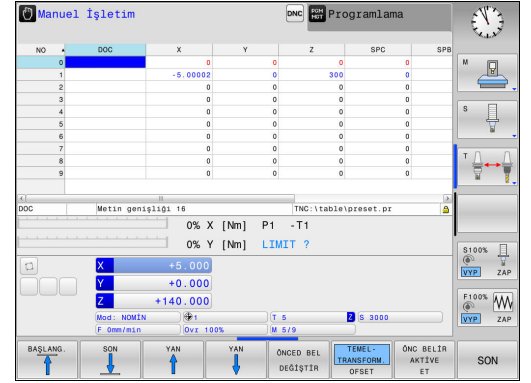 Manuel İşletim
DNC
PGM MGT
Programlama
NO DOC X Y Z SPC SPB
0 0 0 0 0
1 -5.00002 0 300 0
2 0 0 0 0
3 0 0 0 0
4 0 0 0 0
5 0 0 0 0
6 0 0 0 0
7 0 0 0 0
8 0 0 0 0
9 0 0 0 0
DOC Metin genişliği 16 TNC:\table\preset.pr
0% X [Nm] P1 -T1
0% Y [Nm] LIMIT ?
X +5.000
Y +0.000
Z +140.000
Mod: NOMİN 1 T 5 Z S 3000
F 0mm/min Ovr 100% M 5/9
M
S
T
S100%
VYP ZAP
F100%
VYP ZAP
BAŞLANG.
SON
YAN
YAN
ÖNCED BEL
DEĞİŞTİR
TEMEL-
TRANSFORM.
OFSET
ÖNC BELİR
AKTİVE
ET
SON